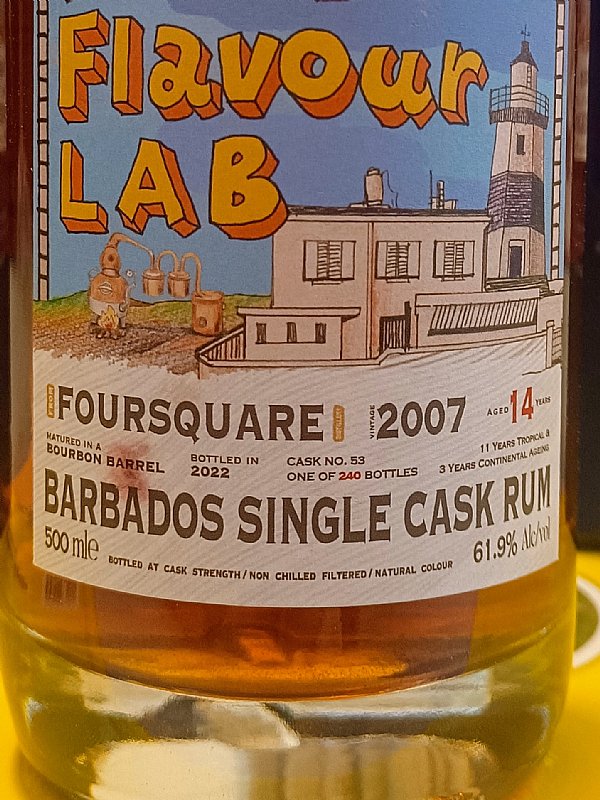 Flavour
LAB
FROM
FOURSQUARE
VINTAGE
2007
AGED 14 YEARS
MATURED IN A
BOURBON BARREL
BOTTLED IN
2022
CASK NO. 53
ONE OF 240 BOTTLES
11 YEARS TROPICAL &
3 YEARS CONTINENTAL AGEING
BARBADOS SINGLE CASK RUM
500 ml e
BOTTLED AT CASK STRENGTH / NON CHILLED FILTERED / NATURAL COLOUR
61.9% Alc/vol